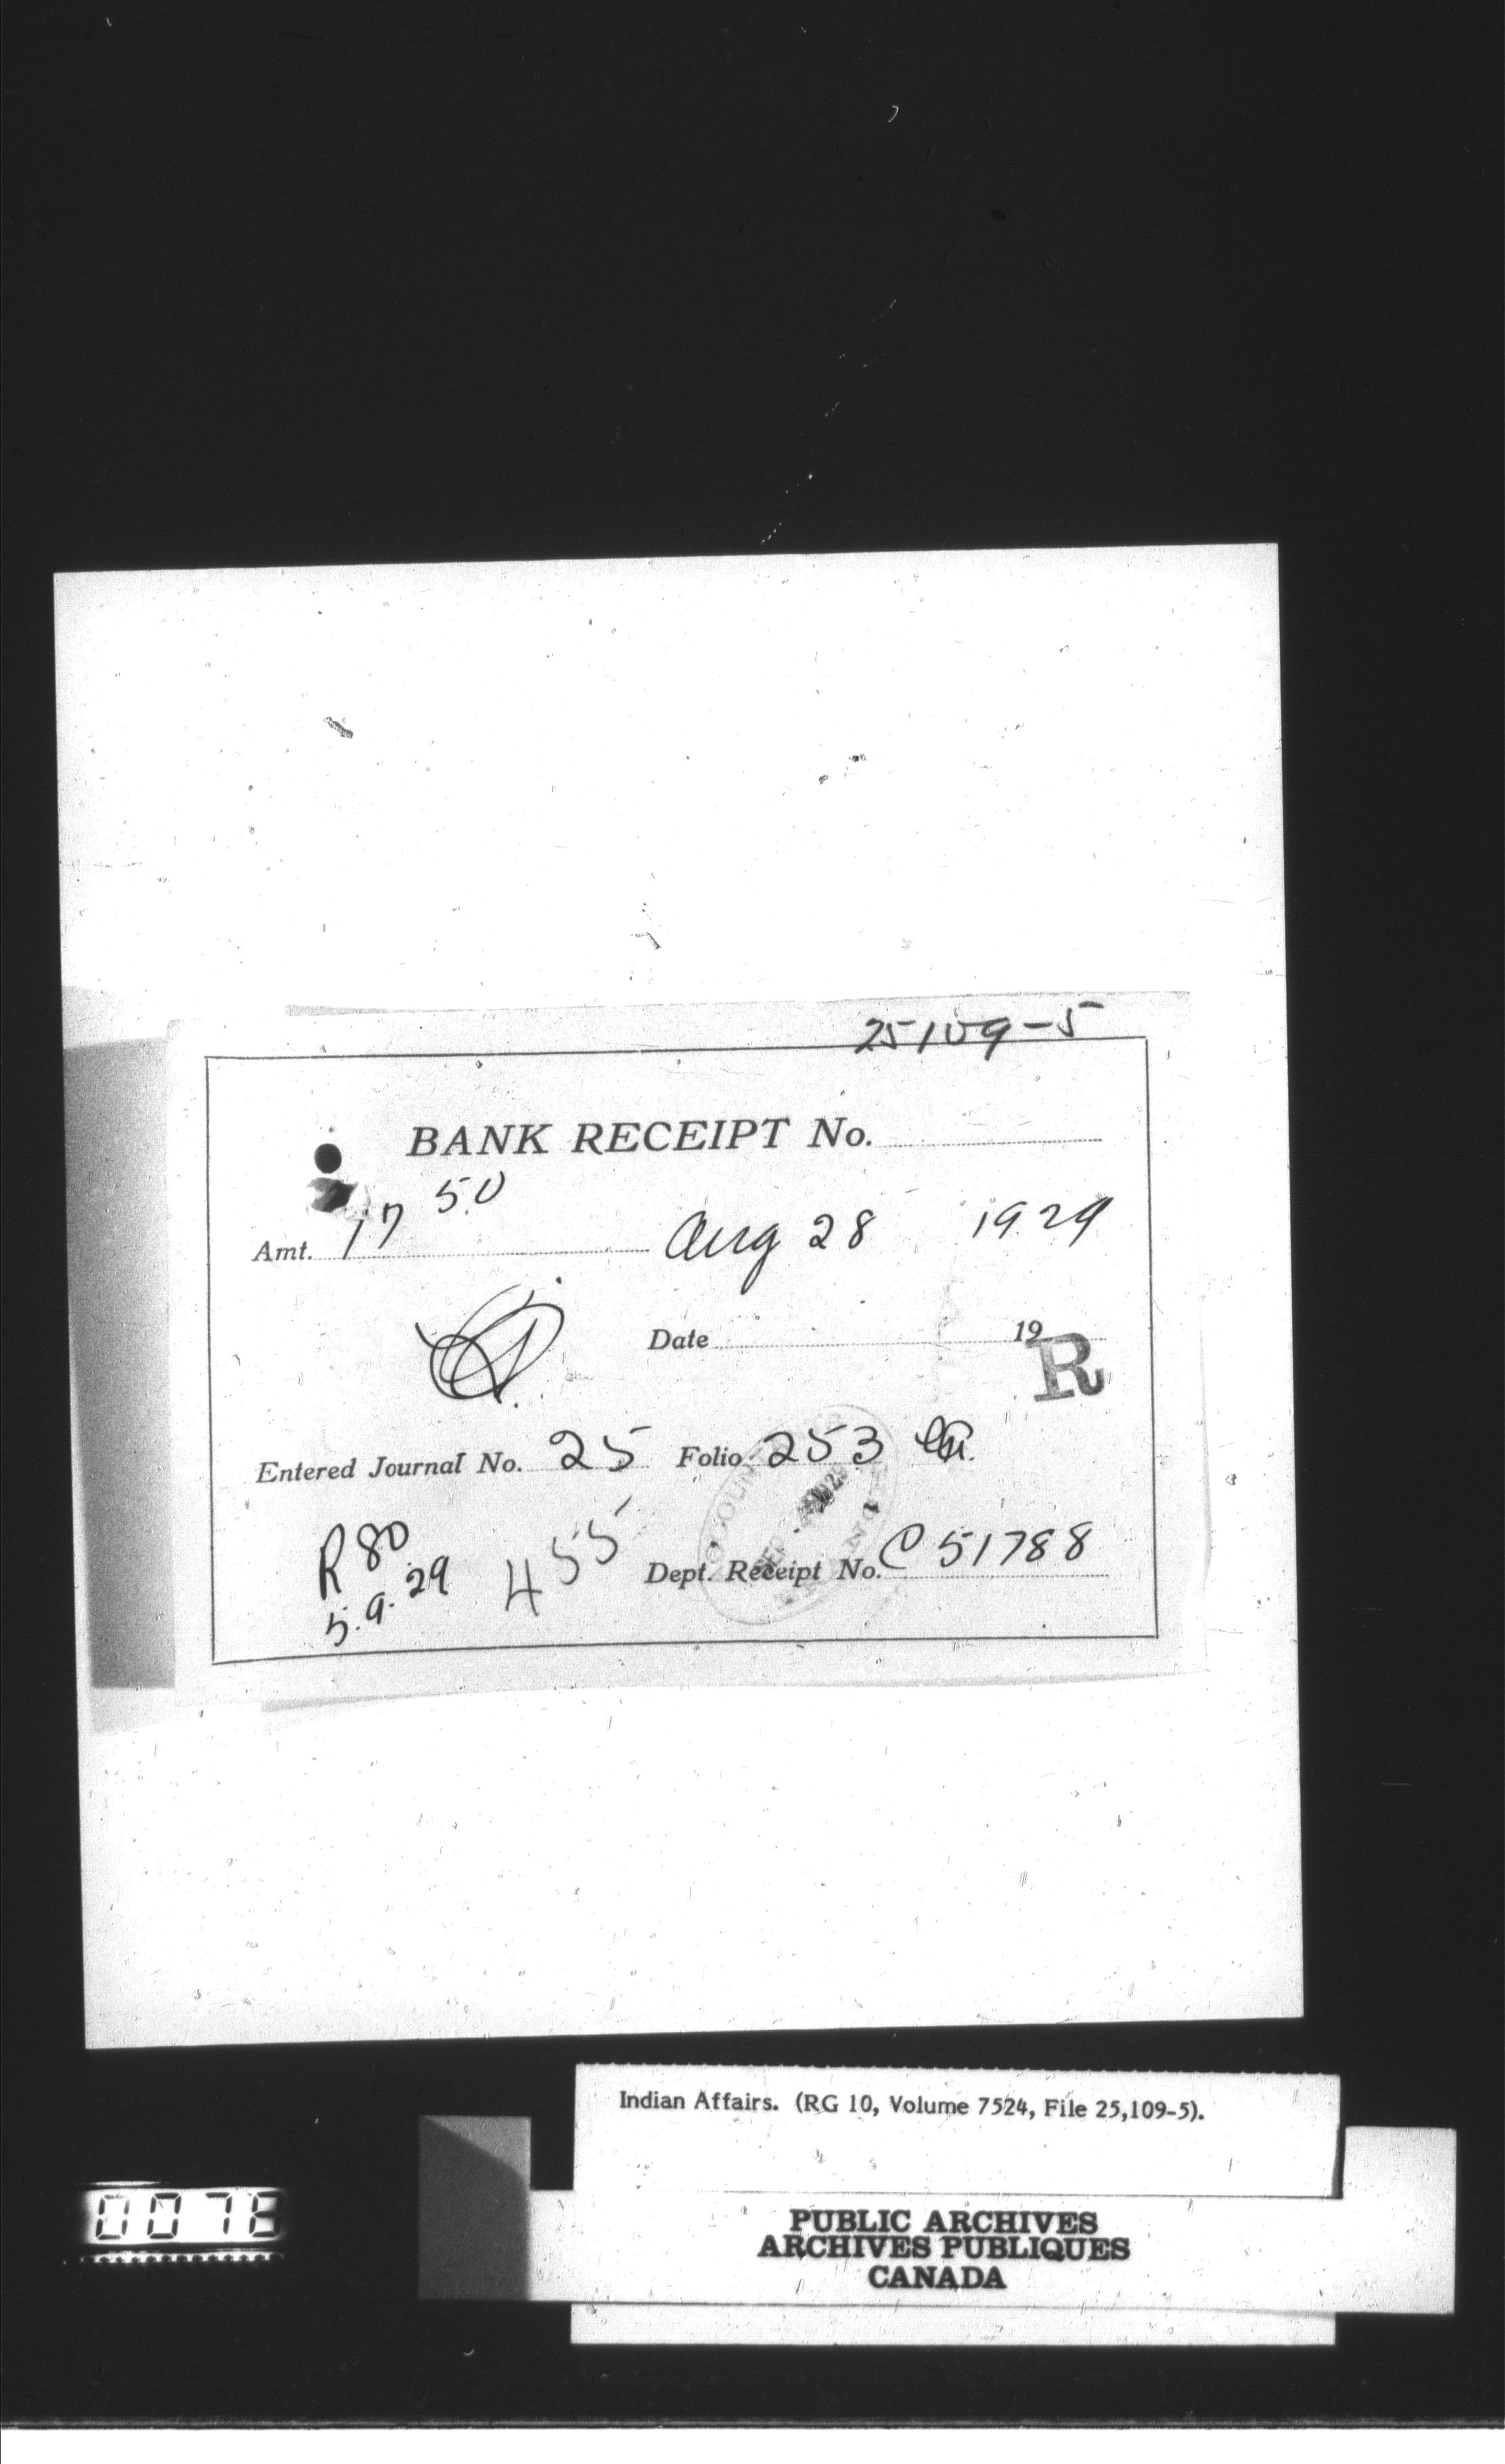 25109-5
BANK RECEIPT No.
Amt. 17 50 Aug 28 1929
Date 19
R
Entered Journal No. 25 Folio 253
R 80 455 Dept. Receipt No. C 51788
5.9.29
Indian Affairs. (RG 10, Volume 7524, File 25,109-5).
PUBLIC ARCHIVES
ARCHIVES PUBLIQUES
CANADA
0078